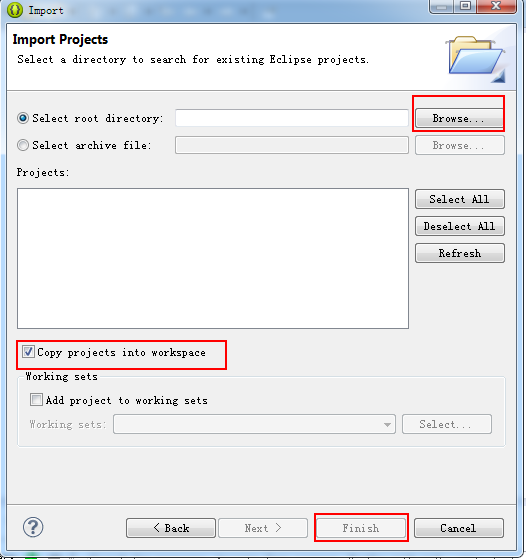 Import
Import Projects
Select a directory to search for existing Eclipse projects.
Select root directory:
Browse...
Select archive file:
Browse...
Projects:
Select All
Deselect All
Refresh
Copy projects into workspace
Working sets
Add project to working sets
Working sets:
Select...
?
< Back
Next >
Finish
Cancel